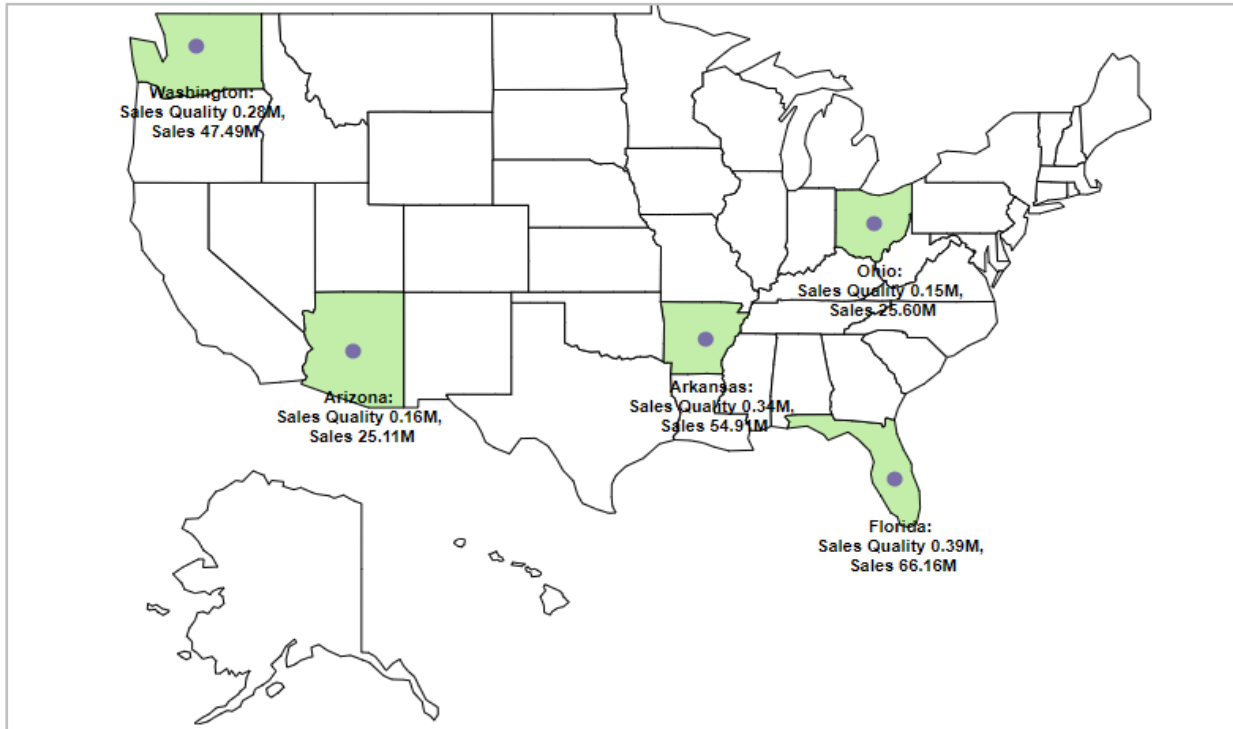 Washington:
Sales Quality 0.28M,
Sales 47.49M
Ohio:
Sales Quality 0.15M,
Sales 25.60M
Arizona:
Sales Quality 0.16M,
Sales 25.11M
Arkansas:
Sales Quality 0.34M,
Sales 54.91M
Florida:
Sales Quality 0.39M,
Sales 66.16M